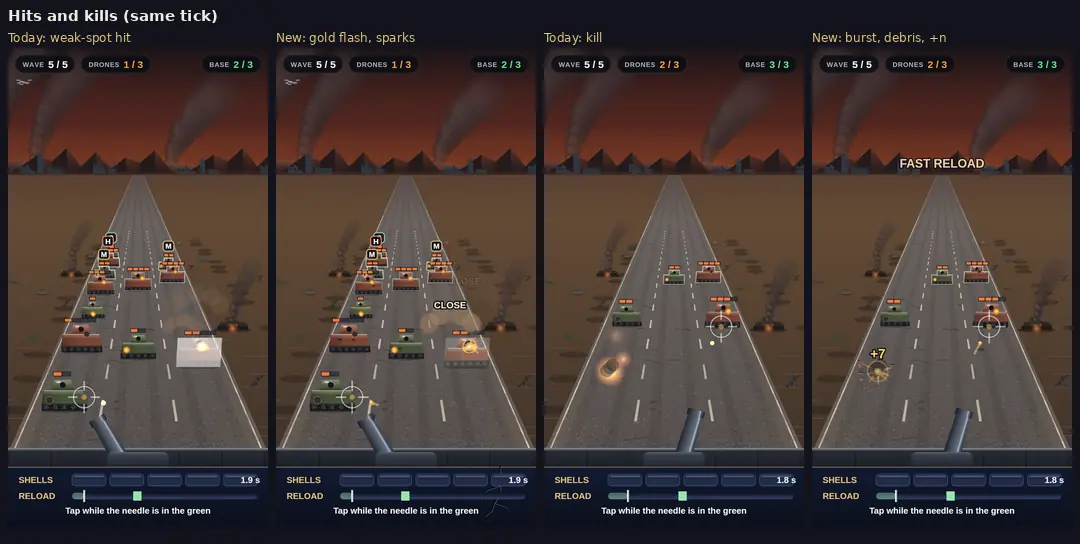 Hits and kills (same tick)
Today: weak-spot hit
WAVE 5 / 5 DRONES 1 / 3 BASE 2 / 3
H
M
M
SHELLS 1.9 s
RELOAD
Tap while the needle is in the green
New: gold flash, sparks
WAVE 5 / 5 DRONES 1 / 3 BASE 2 / 3
H
M
M
CLOSE
SHELLS 1.9 s
RELOAD
Tap while the needle is in the green
Today: kill
WAVE 5 / 5 DRONES 2 / 3 BASE 3 / 3
SHELLS 1.8 s
RELOAD
Tap while the needle is in the green
New: burst, debris, +n
WAVE 5 / 5 DRONES 2 / 3 BASE 3 / 3
FAST RELOAD
+7
SHELLS 1.8 s
RELOAD
Tap while the needle is in the green